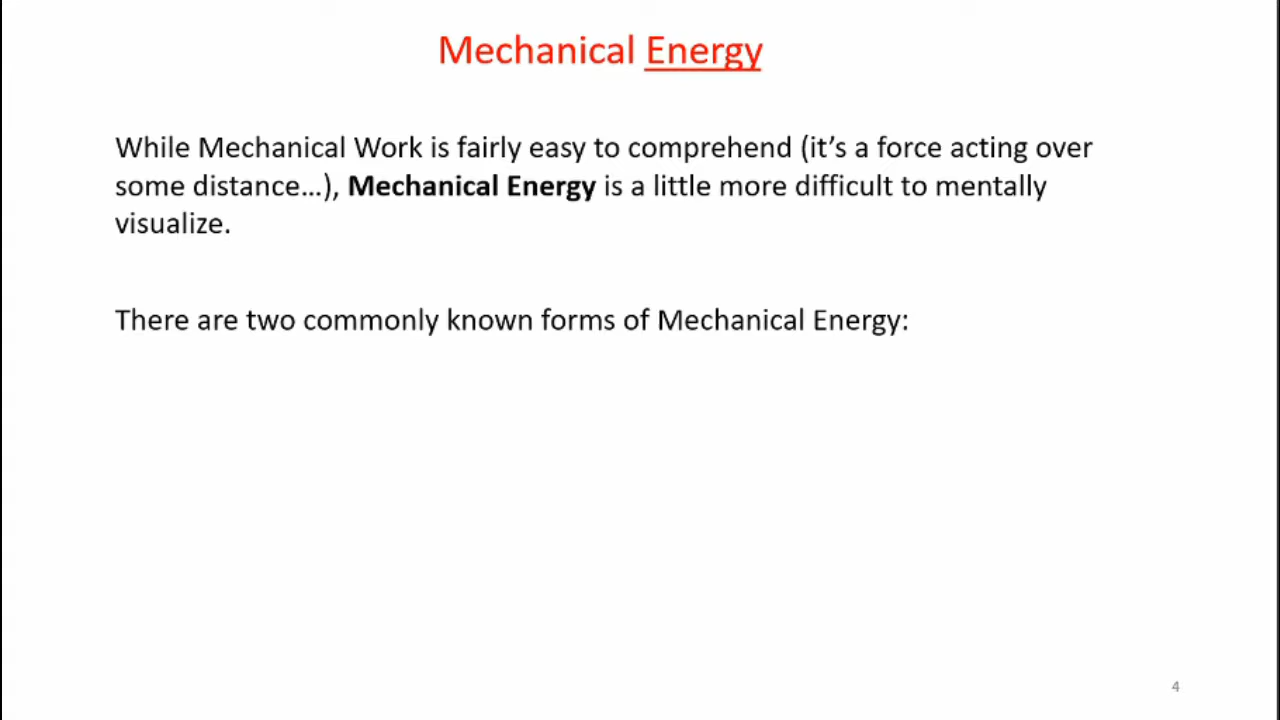 Mechanical Energy
While Mechanical Work is fairly easy to comprehend (it’s a force acting over
some distance…), Mechanical Energy is a little more difficult to mentally
visualize.
There are two commonly known forms of Mechanical Energy:
4